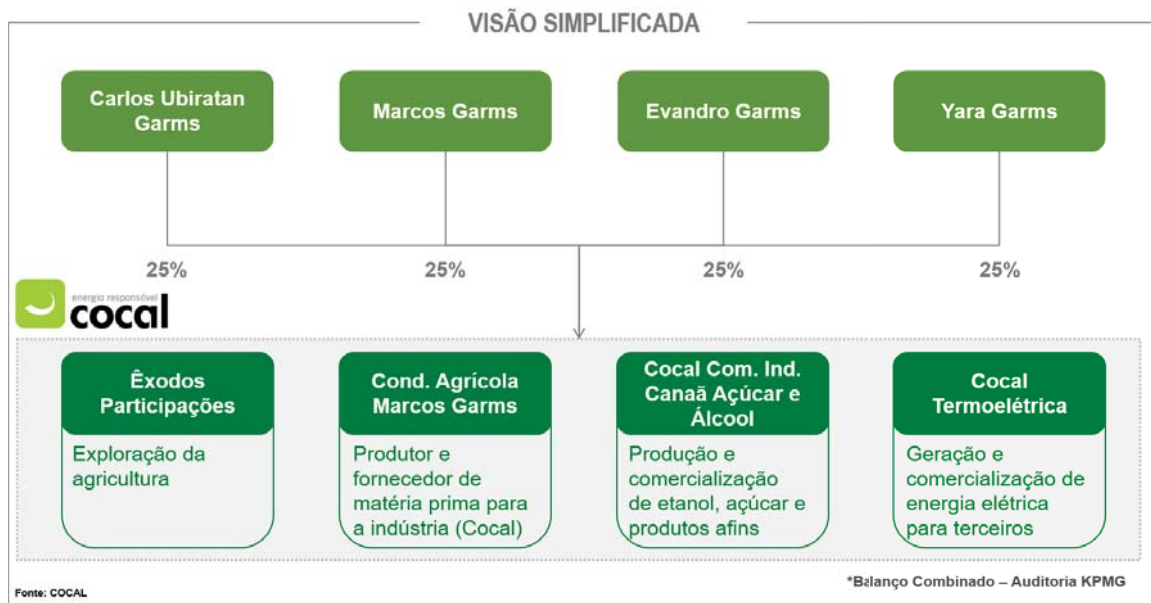 VISÃO SIMPLIFICADA
Carlos Ubiratan
Garms
Marcos Garms
Evandro Garms
Yara Garms
25%
25%
25%
25%
energia responsável
cocal
Êxodos
Participações
Exploração da
agricultura
Cond. Agrícola
Marcos Garms
Produtor e
fornecedor de
matéria prima para
a indústria (Cocal)
Cocal Com. Ind.
Canaã Açúcar e
Álcool
Produção e
comercialização
de etanol, açúcar e
produtos afins
Cocal
Termoelétrica
Geração e
comercialização de
energia elétrica
para terceiros
*Balanço Combinado – Auditoria KPMG
Fonte: COCAL